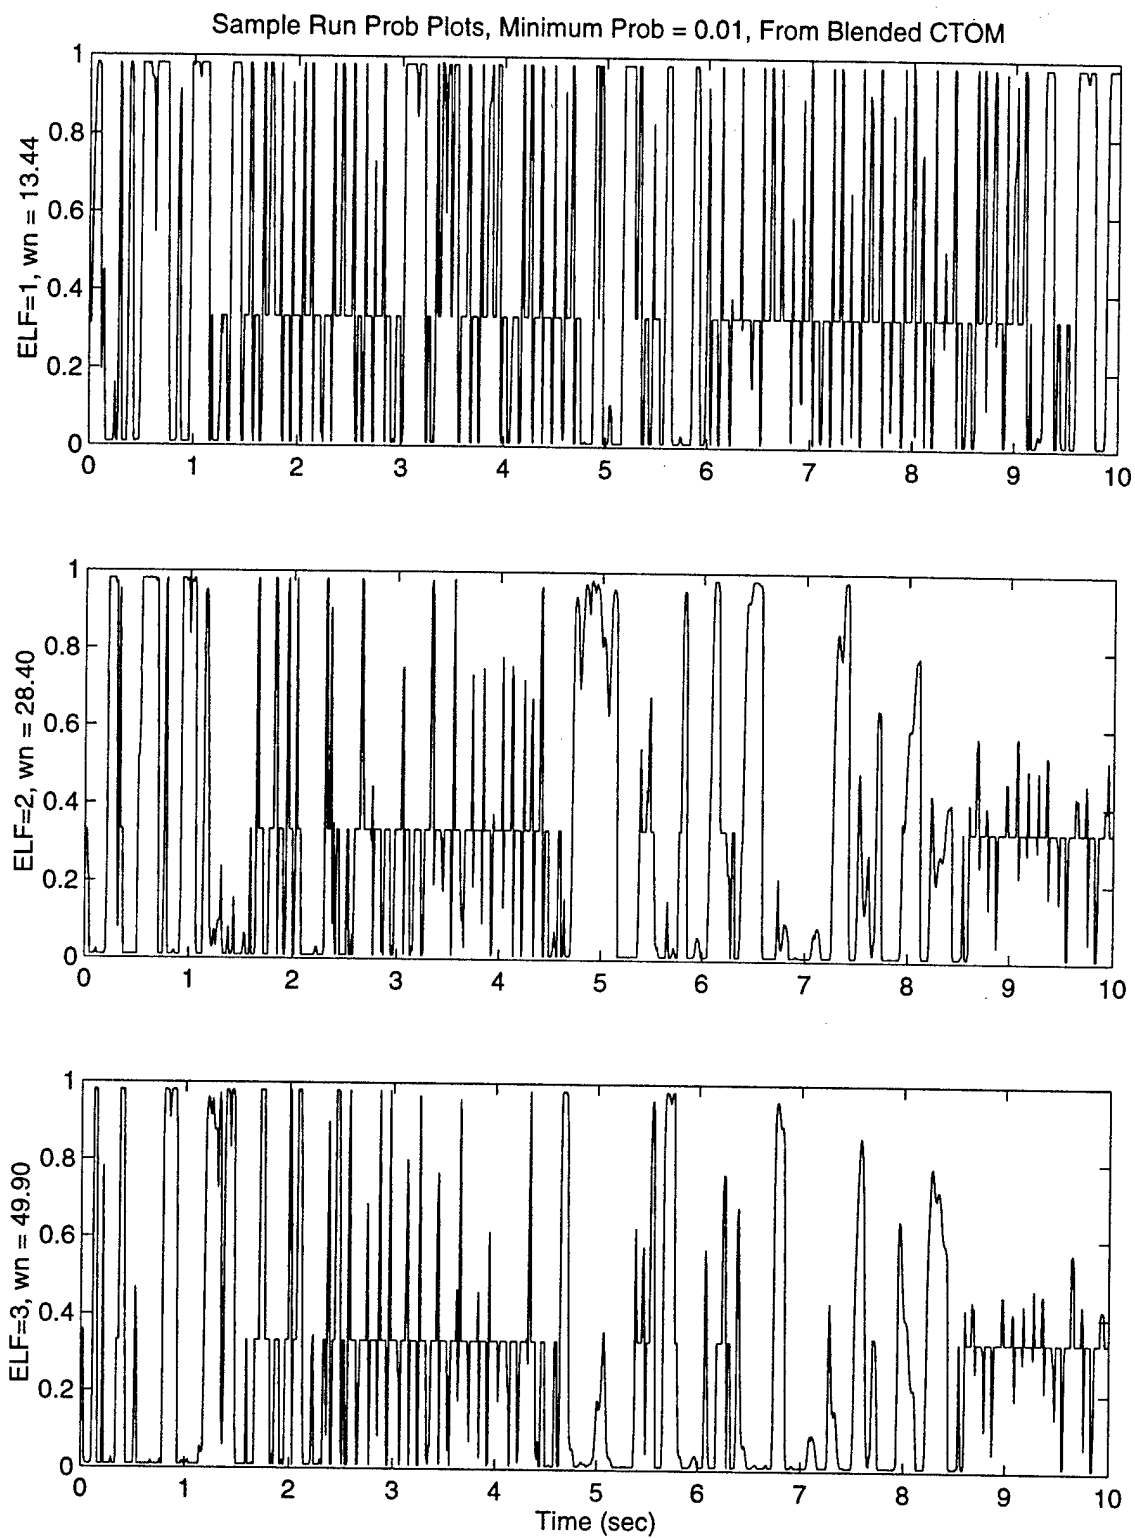 Sample Run Prob Plots, Minimum Prob = 0.01, From Blended CTOM
ELF=1, wn = 13.44
1
0.8
0.6
0.4
0.2
0
0 1 2 3 4 5 6 7 8 9 10
ELF=2, wn = 28.40
1
0.8
0.6
0.4
0.2
0
0 1 2 3 4 5 6 7 8 9 10
ELF=3, wn = 49.90
1
0.8
0.6
0.4
0.2
0
0 1 2 3 4 5 6 7 8 9 10
Time (sec)